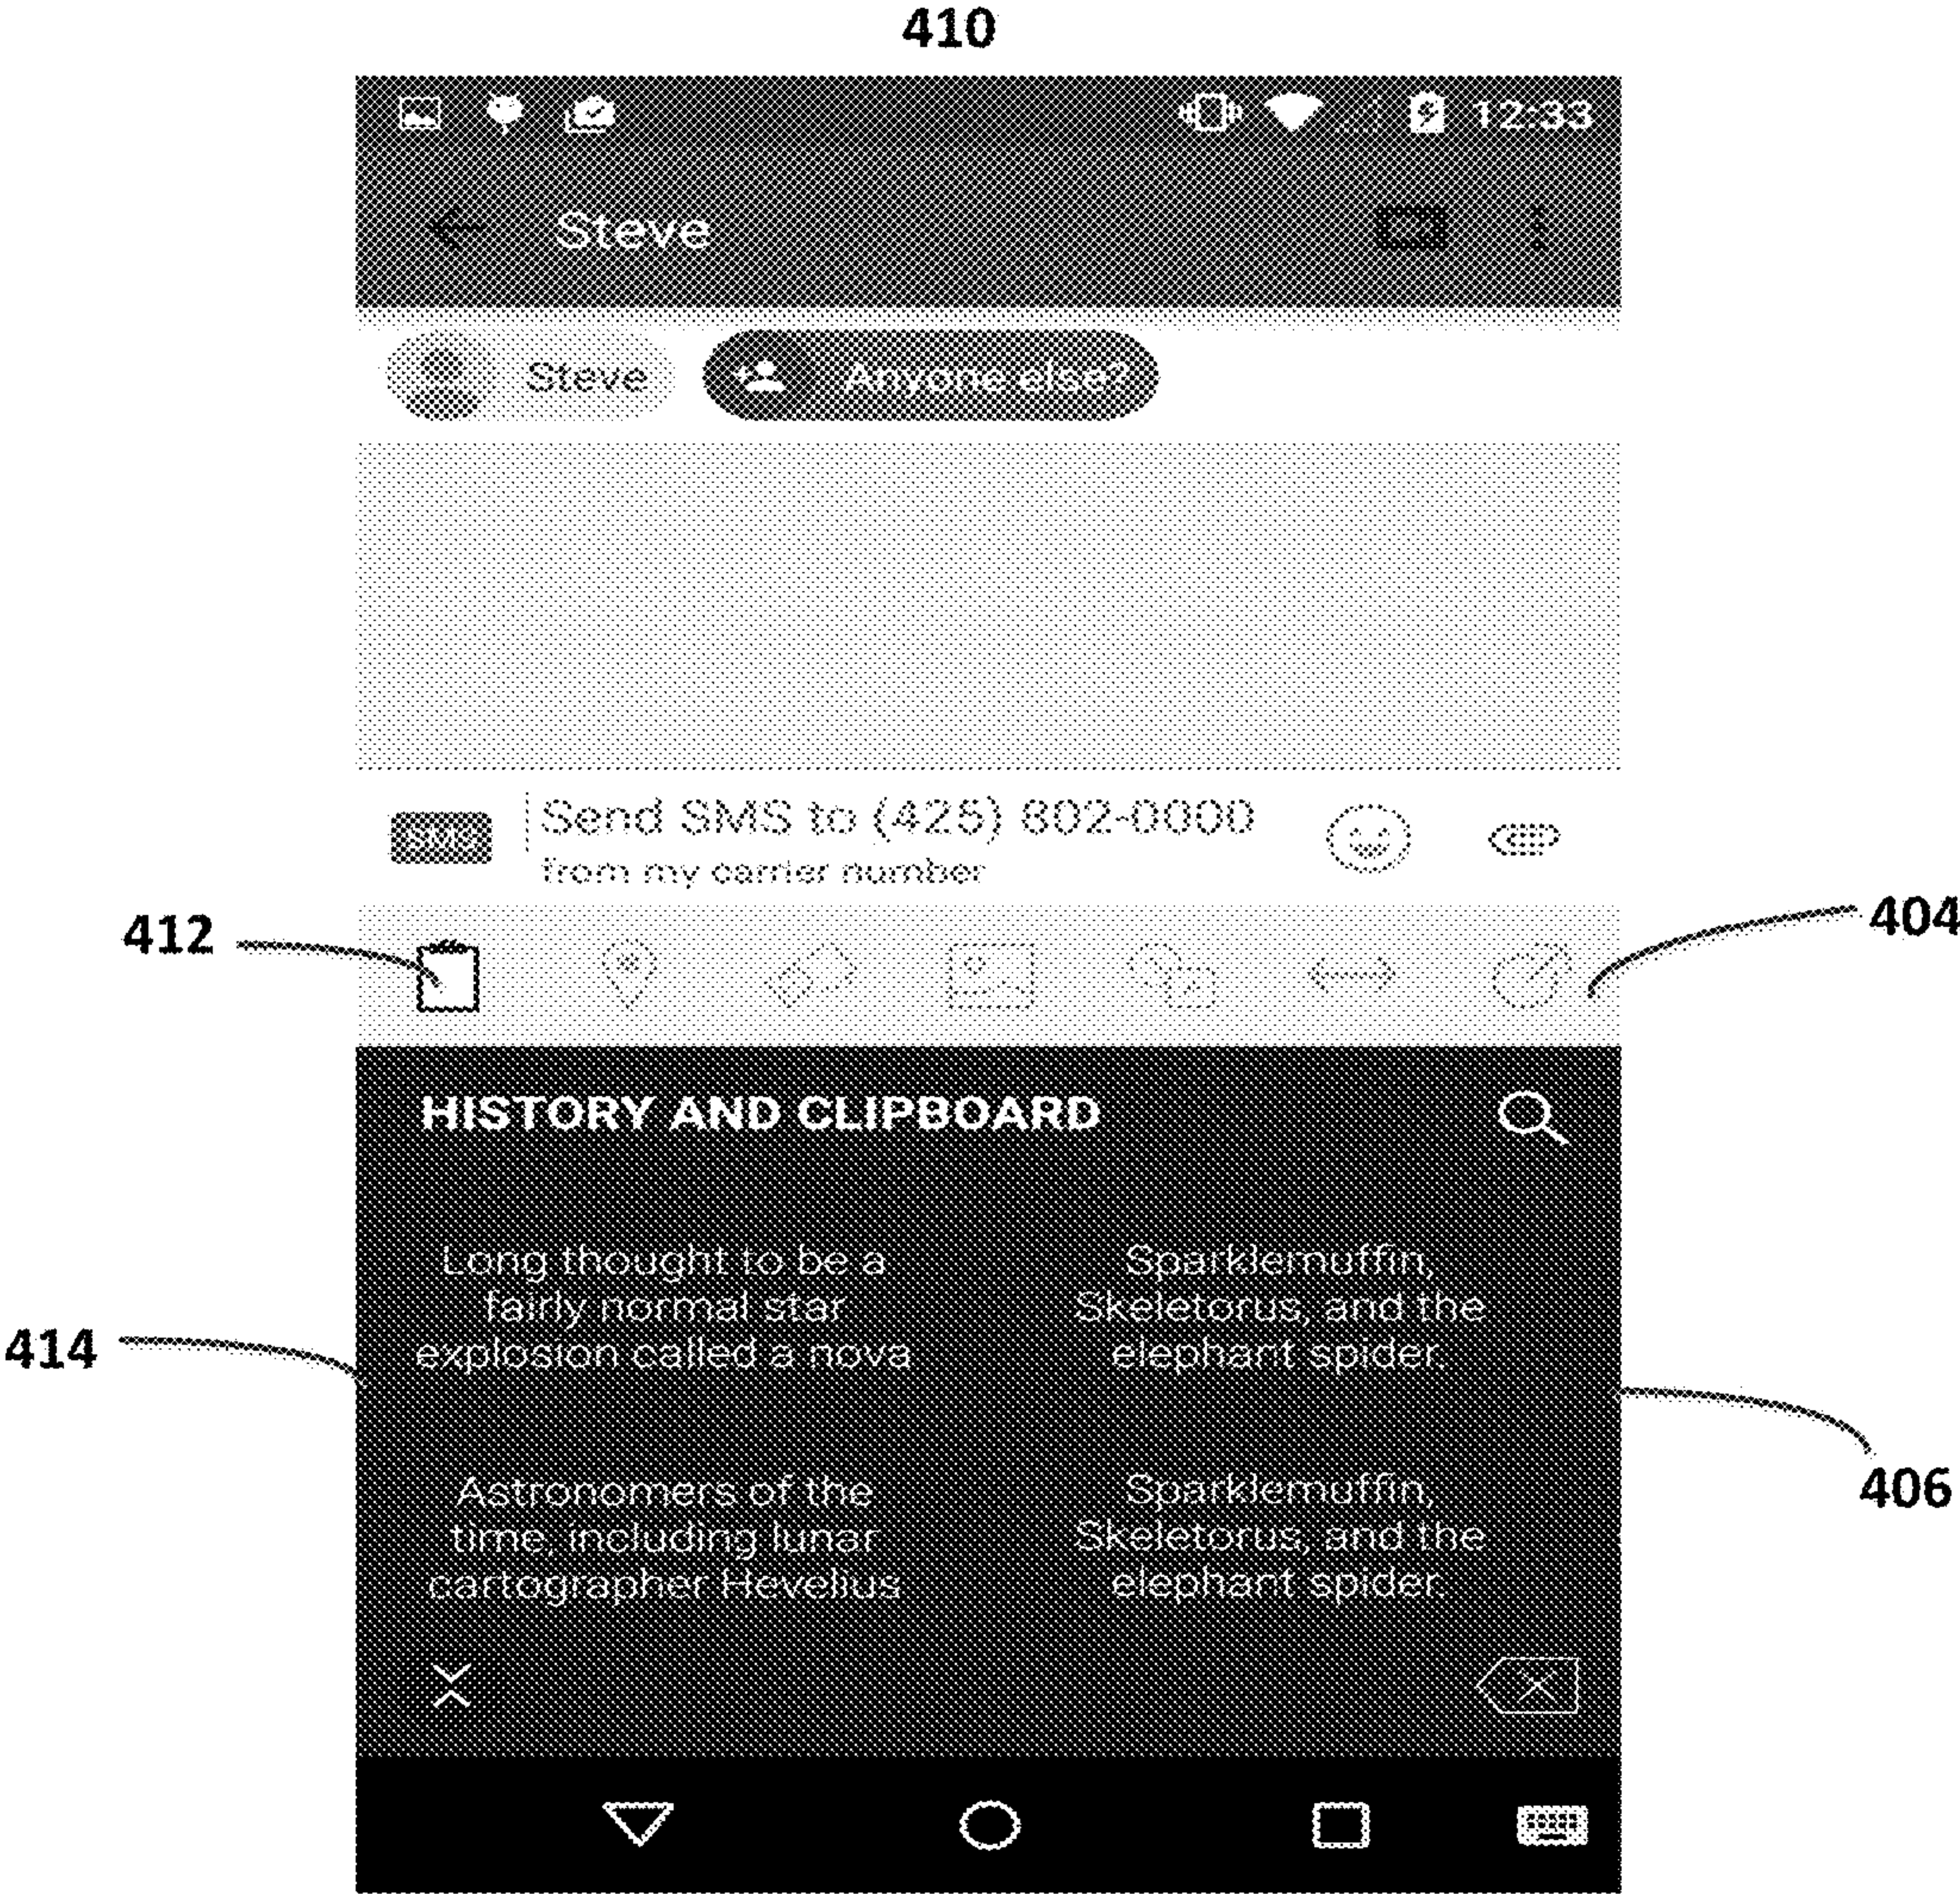 410
12:33
Steve
Steve
Anyone else?
SMS
Send SMS to (425) 802-0000
from my carrier number
412
404
HISTORY AND CLIPBOARD
Long thought to be a
fairly normal star
explosion called a nova
Sparklemuffin,
Skeletorus, and the
elephant spider.
414
406
Astronomers of the
time, including lunar
cartographer Hevelius
Sparklemuffin,
Skeletorus, and the
elephant spider.